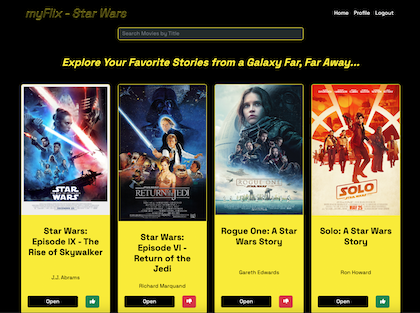 myFlix - Star Wars
Home Profile Logout
Search Movies by Title
Explore Your Favorite Stories from a Galaxy Far, Far Away...
STAR
WARS
RETURN OF THE
JEDI
ROGUE ONE
SOLO
MAY 25
Star Wars:
Episode IX - The
Rise of Skywalker
J.J. Abrams
Open
Star Wars:
Episode VI -
Return of the
Jedi
Richard Marquand
Open
Rogue One: A Star
Wars Story
Gareth Edwards
Open
Solo: A Star Wars
Story
Ron Howard
Open